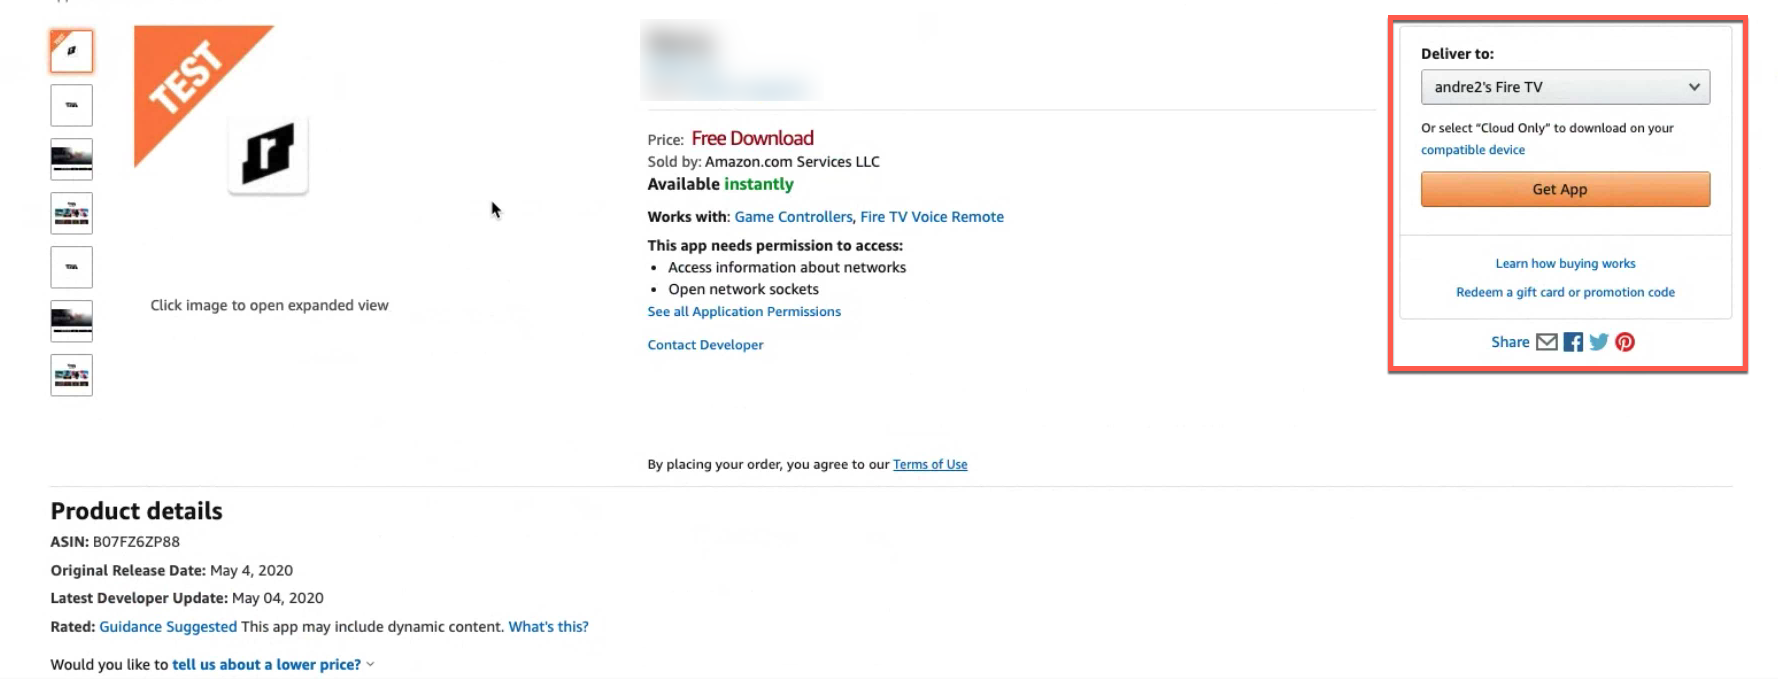 TEST
r
Click image to open expanded view
Price: Free Download
Sold by: Amazon.com Services LLC
Available instantly
Works with: Game Controllers, Fire TV Voice Remote
This app needs permission to access:
• Access information about networks
• Open network sockets
See all Application Permissions
Contact Developer
By placing your order, you agree to our Terms of Use
Deliver to:
andre2's Fire TV
Or select “Cloud Only” to download on your
compatible device
Get App
Learn how buying works
Redeem a gift card or promotion code
Share
Product details
ASIN: B07FZ6ZP88
Original Release Date: May 4, 2020
Latest Developer Update: May 04, 2020
Rated: Guidance Suggested This app may include dynamic content. What's this?
Would you like to tell us about a lower price?